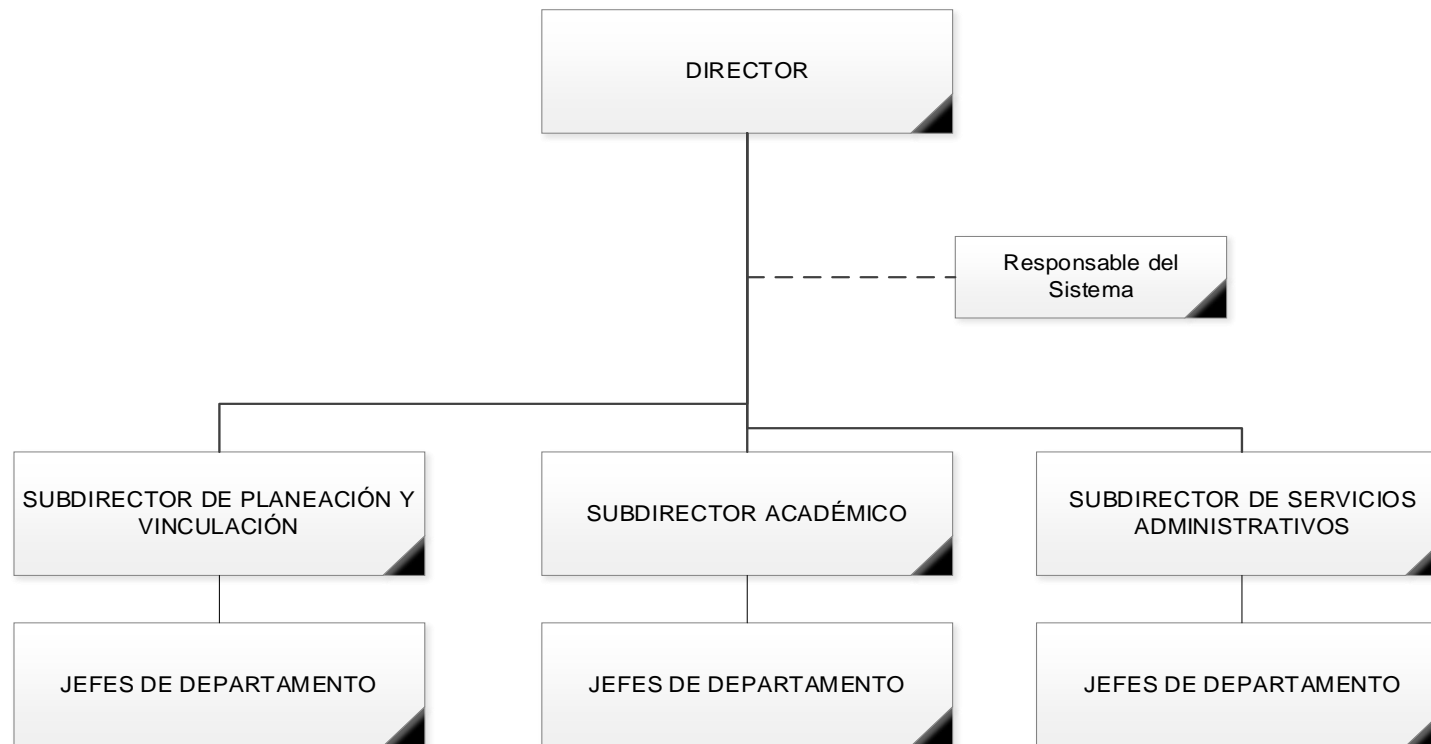 DIRECTOR
Responsable del
Sistema
SUBDIRECTOR DE PLANEACIÓN Y
VINCULACIÓN
SUBDIRECTOR ACADÉMICO
SUBDIRECTOR DE SERVICIOS
ADMINISTRATIVOS
JEFES DE DEPARTAMENTO
JEFES DE DEPARTAMENTO
JEFES DE DEPARTAMENTO